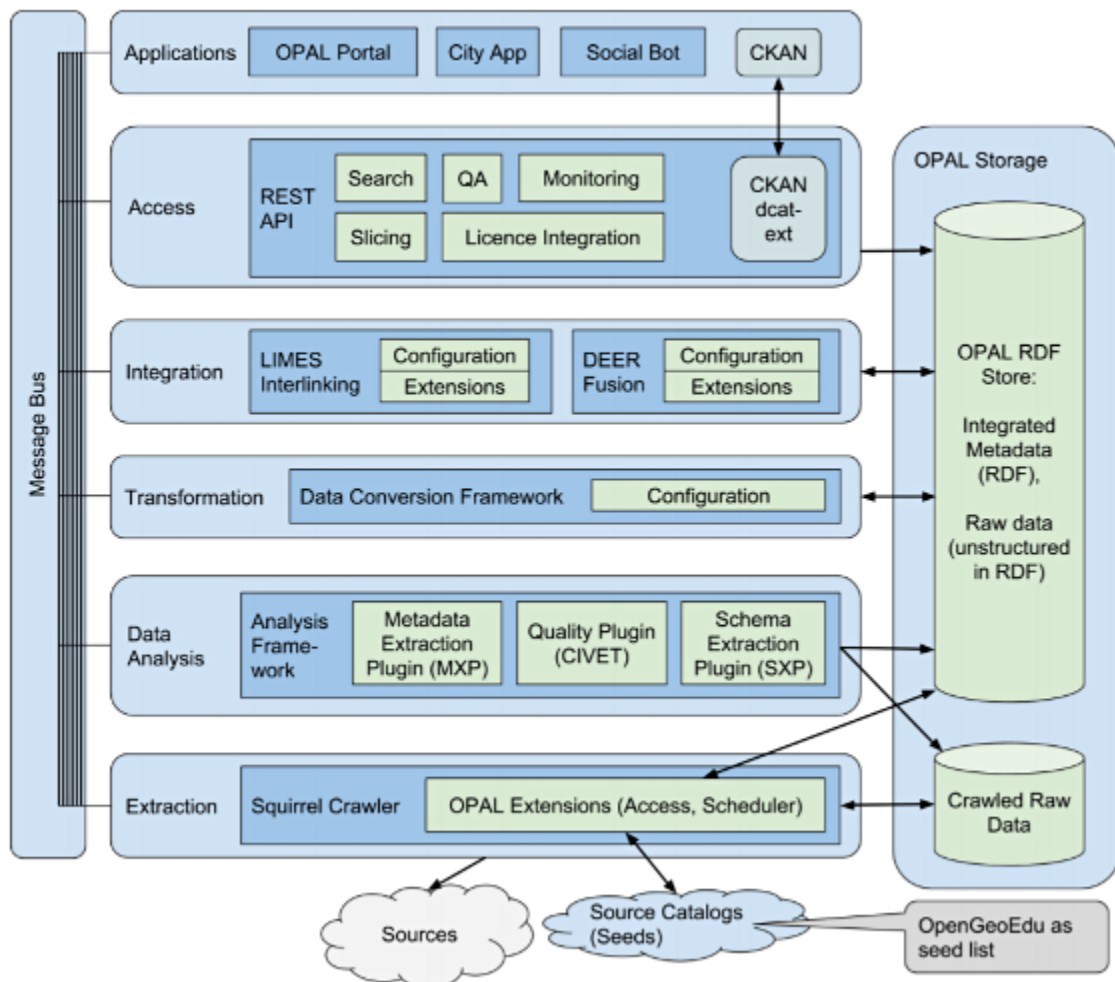 Message Bus
Applications
OPAL Portal
City App
Social Bot
CKAN
Access
REST
API
Search
QA
Monitoring
Slicing
Licence Integration
CKAN
dcat-
ext
OPAL Storage
Integration
LIMES
Interlinking
Configuration
Extensions
DEER
Fusion
Configuration
Extensions
OPAL RDF
Store:
Integrated
Metadata
(RDF),
Raw data
(unstructured
in RDF)
Transformation
Data Conversion Framework
Configuration
Data
Analysis
Analysis
Frame-
work
Metadata
Extraction
Plugin (MXP)
Quality Plugin
(CIVET)
Schema
Extraction
Plugin (SXP)
Extraction
Squirrel Crawler
OPAL Extensions (Access, Scheduler)
Crawled Raw
Data
Sources
Source Catalogs
(Seeds)
OpenGeoEdu as
seed list